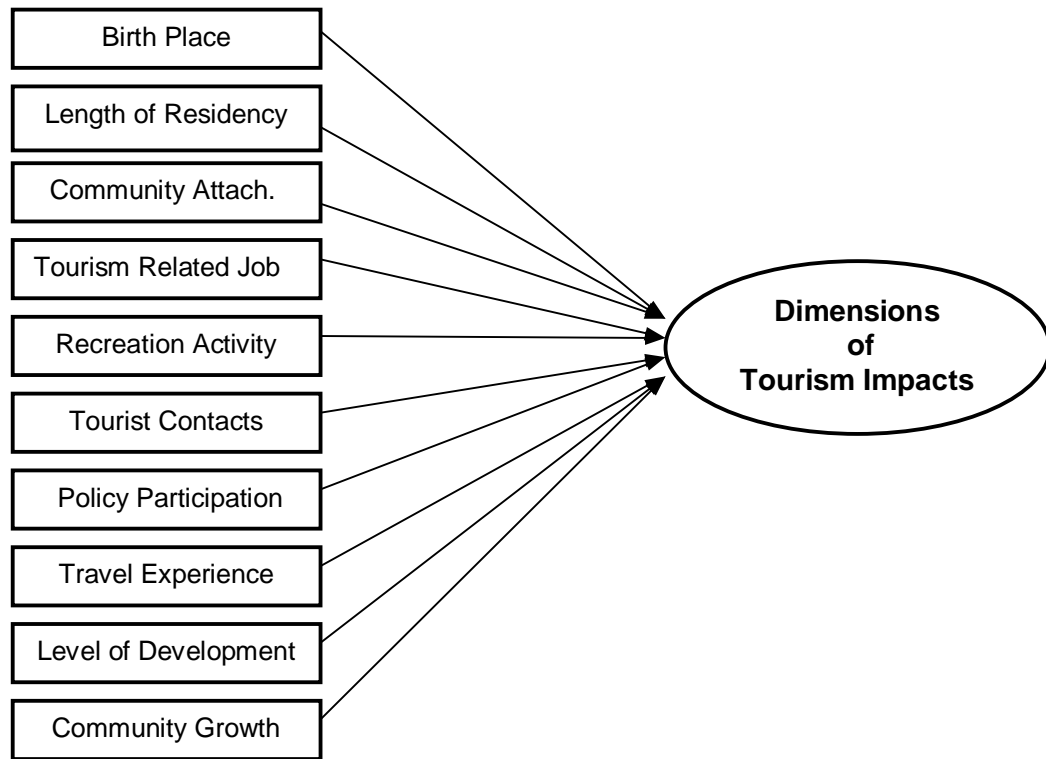 Birth Place
Length of Residency
Community Attach.
Tourism Related Job
Recreation Activity
Tourist Contacts
Policy Participation
Travel Experience
Level of Development
Community Growth
Dimensions
of
Tourism Impacts